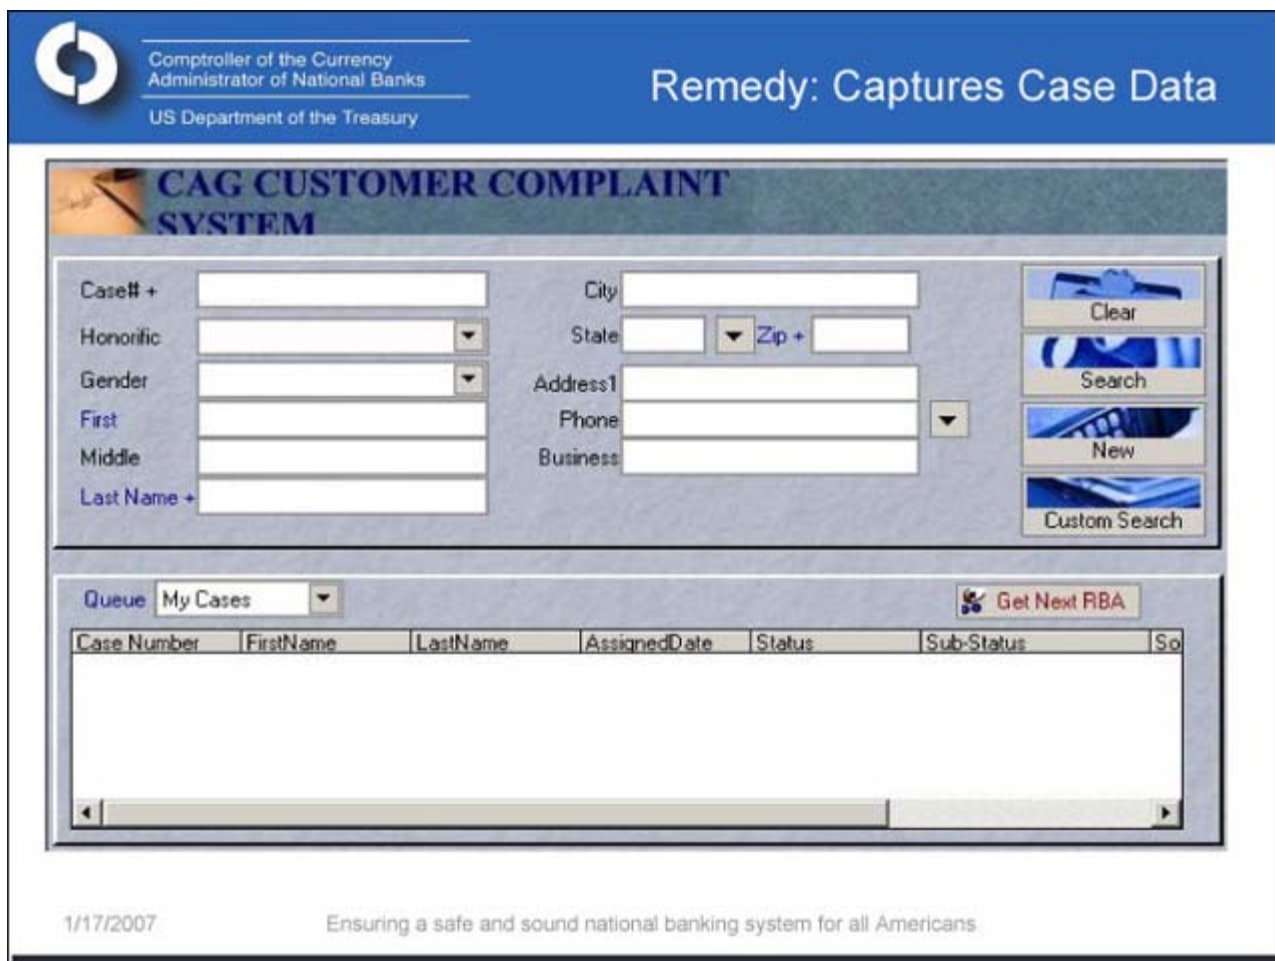 Comptroller of the Currency
Administrator of National Banks
US Department of the Treasury
Remedy: Captures Case Data
CAG CUSTOMER COMPLAINT
SYSTEM
Case# +
Honorific
Gender
First
Middle
Last Name +
City
State
Zip +
Address1
Phone
Business
Clear
Search
New
Custom Search
Queue My Cases
Get Next RBA
Case Number FirstName LastName AssignedDate Status Sub-Status So
1/17/2007 Ensuring a safe and sound national banking system for all Americans